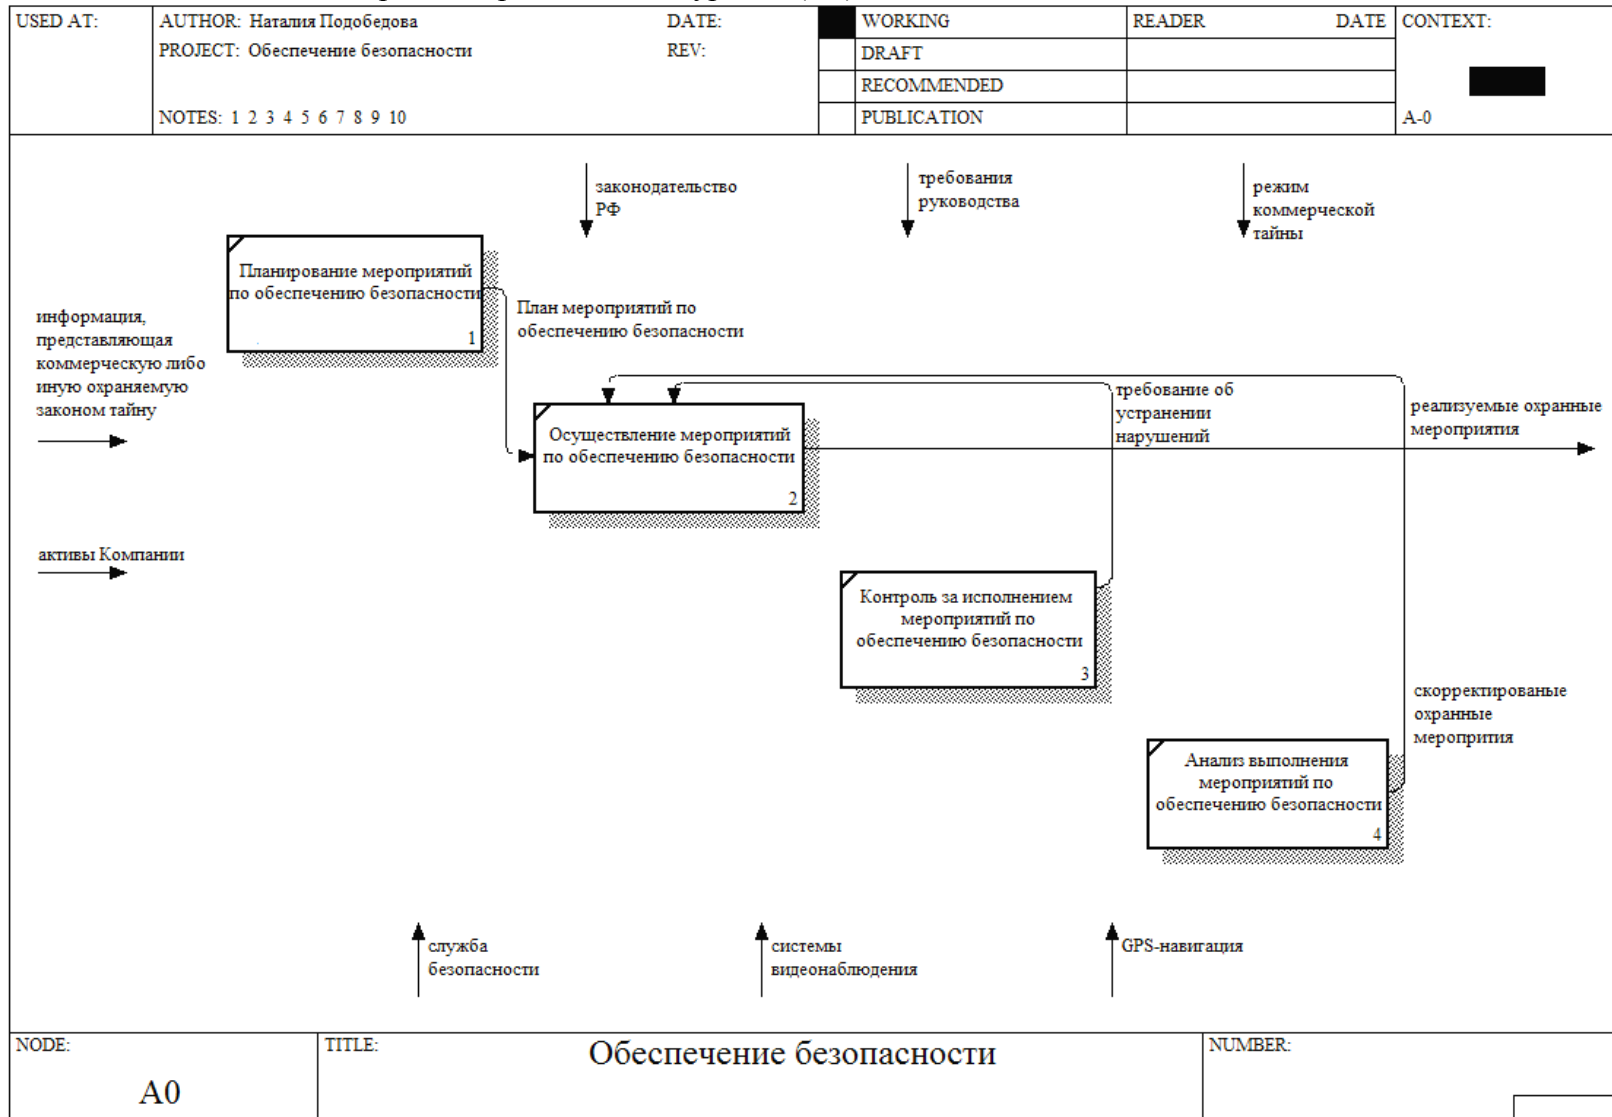 USED AT:
AUTHOR: Наталия Подобедова
DATE:
PROJECT: Обеспечение безопасности
REV:
NOTES: 1 2 3 4 5 6 7 8 9 10
WORKING
DRAFT
RECOMMENDED
PUBLICATION
READER
DATE
CONTEXT:
A-0
законодательство
РФ
требования
руководства
режим
коммерческой
тайны
Планирование мероприятий
по обеспечению безопасности
1
План мероприятий по
обеспечению безопасности
информация,
представляющая
коммерческую либо
иную охраняемую
законом тайну
требование об
устранении
нарушений
реализуемые охранные
мероприятия
Осуществление мероприятий
по обеспечению безопасности
2
активы Компании
Контроль за исполнением
мероприятий по
обеспечению безопасности
3
скорректированые
охранные
меропрития
Анализ выполнения
мероприятий по
обеспечению безопасности
4
служба
безопасности
системы
видеонаблюдения
GPS-навигация
NODE:
A0
TITLE:
Обеспечение безопасности
NUMBER: